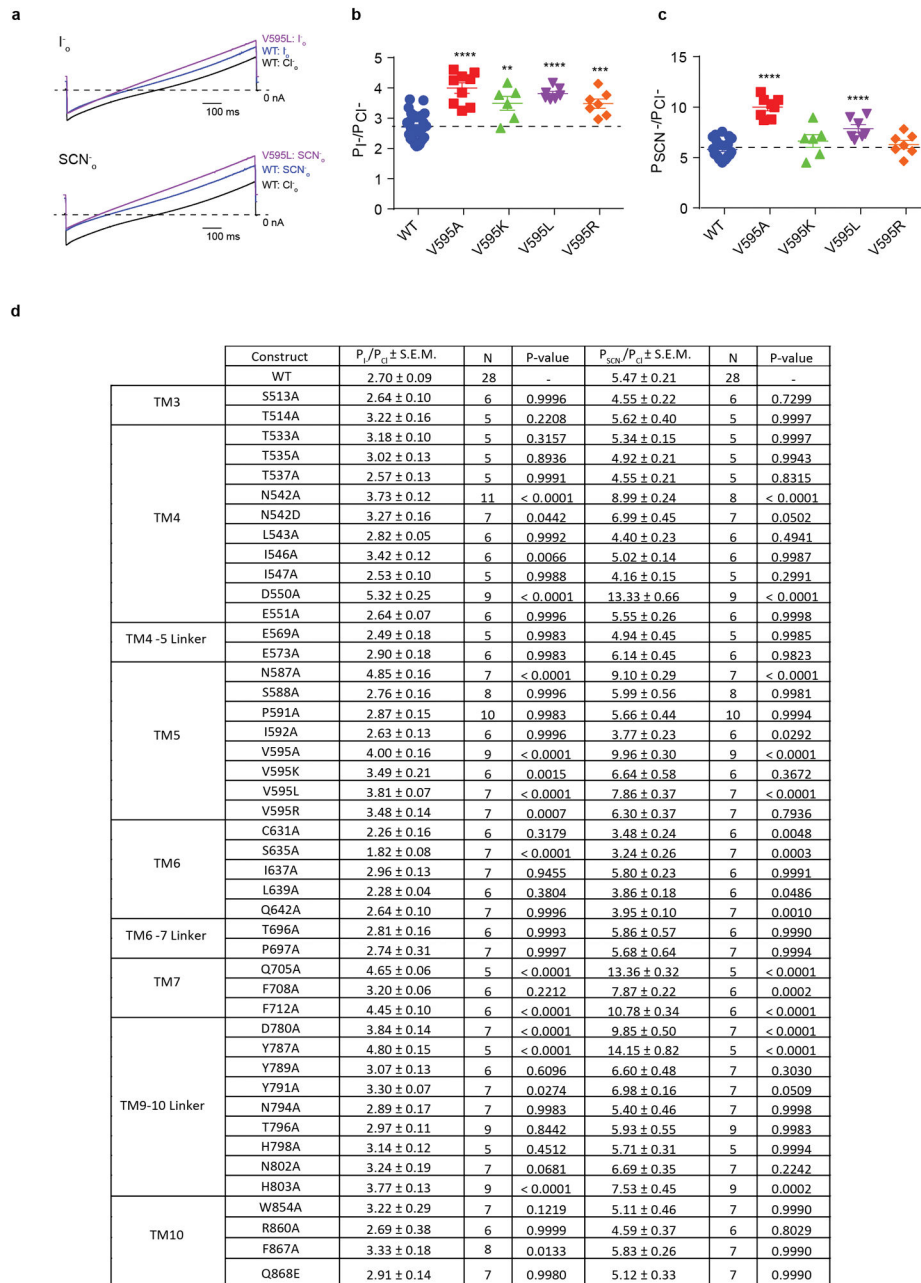 a
I⁻o
V595L: I⁻o
WT: I⁻o
WT: Cl⁻o
0 nA
100 ms
SCN⁻o
V595L: SCN⁻o
WT: SCN⁻o
WT: Cl⁻o
0 nA
100 ms
b
P I-/P Cl-
5
4
3
2
1
0
****
**
****
***
WT
V595A
V595K
V595L
V595R
c
P SCN-/P Cl-
15
10
5
0
****
****
WT
V595A
V595K
V595L
V595R
d
Construct P I-/P Cl ± S.E.M. N P-value P SCN-/P Cl ± S.E.M. N P-value
WT 2.70 ± 0.09 28 - 5.47 ± 0.21 28 -
TM3
S513A 2.64 ± 0.10 6 0.9996 4.55 ± 0.22 6 0.7299
T514A 3.22 ± 0.16 5 0.2208 5.62 ± 0.40 5 0.9997
TM4
T533A 3.18 ± 0.10 5 0.3157 5.34 ± 0.15 5 0.9997
T535A 3.02 ± 0.13 5 0.8936 4.92 ± 0.21 5 0.9943
T537A 2.57 ± 0.13 5 0.9991 4.55 ± 0.21 5 0.8315
N542A 3.73 ± 0.12 11 < 0.0001 8.99 ± 0.24 8 < 0.0001
N542D 3.27 ± 0.16 7 0.0442 6.99 ± 0.45 7 0.0502
L543A 2.82 ± 0.05 6 0.9992 4.40 ± 0.23 6 0.4941
I546A 3.42 ± 0.12 6 0.0066 5.02 ± 0.14 6 0.9987
I547A 2.53 ± 0.10 5 0.9988 4.16 ± 0.15 5 0.2991
D550A 5.32 ± 0.25 9 < 0.0001 13.33 ± 0.66 9 < 0.0001
E551A 2.64 ± 0.07 6 0.9996 5.55 ± 0.26 6 0.9998
TM4 -5 Linker
E569A 2.49 ± 0.18 5 0.9983 4.94 ± 0.45 5 0.9985
E573A 2.90 ± 0.18 6 0.9983 6.14 ± 0.45 6 0.9823
TM5
N587A 4.85 ± 0.16 7 < 0.0001 9.10 ± 0.29 7 < 0.0001
S588A 2.76 ± 0.16 8 0.9996 5.99 ± 0.56 8 0.9981
P591A 2.87 ± 0.15 10 0.9983 5.66 ± 0.44 10 0.9994
I592A 2.63 ± 0.13 6 0.9996 3.77 ± 0.23 6 0.0292
V595A 4.00 ± 0.16 9 < 0.0001 9.96 ± 0.30 9 < 0.0001
V595K 3.49 ± 0.21 6 0.0015 6.64 ± 0.58 6 0.3672
V595L 3.81 ± 0.07 7 < 0.0001 7.86 ± 0.37 7 < 0.0001
V595R 3.48 ± 0.14 7 0.0007 6.30 ± 0.37 7 0.7936
TM6
C631A 2.26 ± 0.16 6 0.3179 3.48 ± 0.24 6 0.0048
S635A 1.82 ± 0.08 7 < 0.0001 3.24 ± 0.26 7 0.0003
I637A 2.96 ± 0.13 7 0.9455 5.80 ± 0.23 6 0.9991
L639A 2.28 ± 0.04 6 0.3804 3.86 ± 0.18 6 0.0486
Q642A 2.64 ± 0.10 7 0.9996 3.95 ± 0.10 7 0.0010
TM6 -7 Linker
T696A 2.81 ± 0.16 6 0.9993 5.86 ± 0.57 6 0.9990
P697A 2.74 ± 0.31 7 0.9997 5.68 ± 0.64 7 0.9994
TM7
Q705A 4.65 ± 0.06 5 < 0.0001 13.36 ± 0.32 5 < 0.0001
F708A 3.20 ± 0.06 6 0.2212 7.87 ± 0.22 6 0.0002
F712A 4.45 ± 0.10 6 < 0.0001 10.78 ± 0.34 6 < 0.0001
TM9-10 Linker
D780A 3.84 ± 0.14 7 < 0.0001 9.85 ± 0.50 7 < 0.0001
Y787A 4.80 ± 0.15 5 < 0.0001 14.15 ± 0.82 5 < 0.0001
Y789A 3.07 ± 0.13 6 0.6096 6.60 ± 0.48 7 0.3030
Y791A 3.30 ± 0.07 7 0.0274 6.98 ± 0.16 7 0.0509
N794A 2.89 ± 0.17 7 0.9983 5.40 ± 0.46 7 0.9998
T796A 2.97 ± 0.11 9 0.8442 5.93 ± 0.55 9 0.9983
H798A 3.14 ± 0.12 5 0.4512 5.71 ± 0.31 5 0.9994
N802A 3.24 ± 0.19 7 0.0681 6.69 ± 0.35 7 0.2242
H803A 3.77 ± 0.13 9 < 0.0001 7.53 ± 0.45 9 0.0002
TM10
W854A 3.22 ± 0.29 7 0.1219 5.11 ± 0.46 7 0.9990
R860A 2.69 ± 0.38 6 0.9999 4.59 ± 0.37 6 0.8029
F867A 3.33 ± 0.18 8 0.0133 5.83 ± 0.26 7 0.9990
Q868E 2.91 ± 0.14 7 0.9980 5.12 ± 0.33 7 0.9990